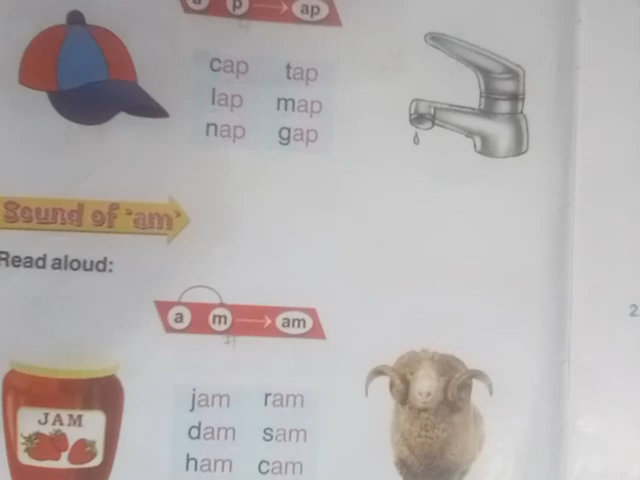 a p → ap
cap tap
lap map
nap gap
Sound of 'am'
Read aloud:
a m → am
JAM
jam ram
dam sam
ham cam
2.